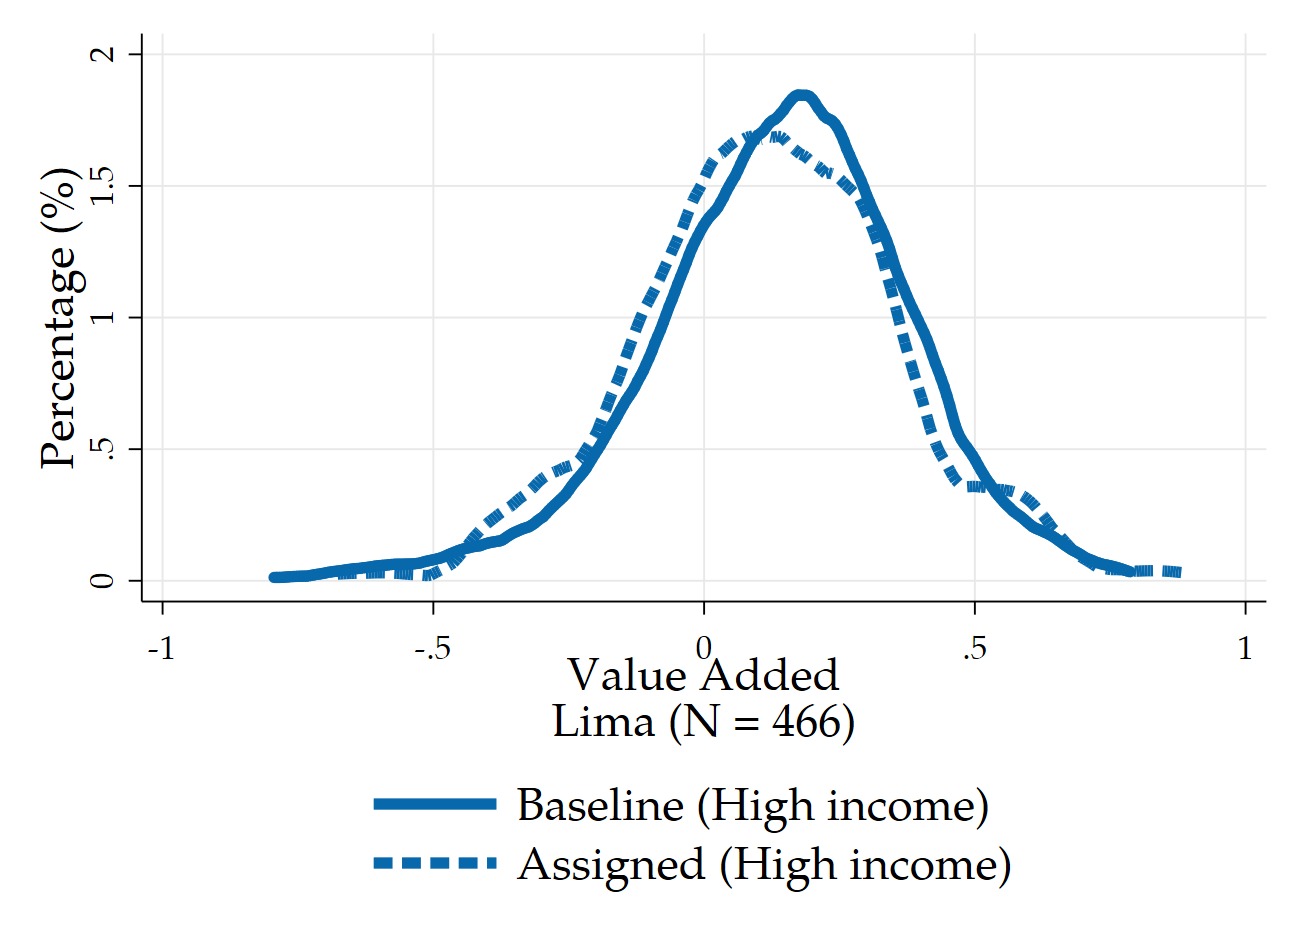 Percentage (%)
2
1.5
1
.5
0
-1 -.5 0 .5 1
Value Added
Lima (N = 466)
Baseline (High income)
Assigned (High income)